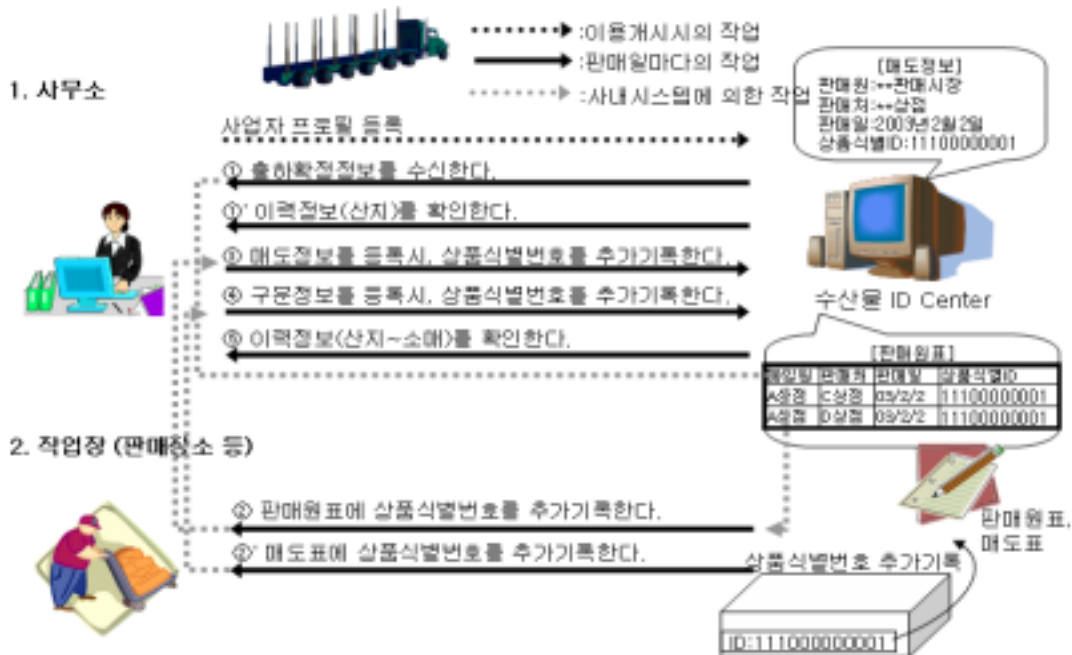 :이용개시시의 작업
:판매일마다의 작업
:사내시스템에 의한 작업
1. 사무소
[매도정보]
판매원:**판매시장
판매처:**상점
판매일:2003년2월2일
상품식별ID:11100000001
사업자 프로필 등록
① 출하확정정보를 수신한다.
①' 이력정보(산지)를 확인한다.
③ 매도정보를 등록시, 상품식별번호를 추가기록한다.
④ 구문정보를 등록시, 상품식별번호를 추가기록한다.
⑤ 이력정보(산지~소매)를 확인한다.
수산물 ID Center
[판매원표]
판매처 판매일 상품식별ID
A상점 C상점 03/2/2 11100000001
A상점 D상점 03/2/2 11100000001
2. 작업장 (판매장소 등)
② 판매원표에 상품식별번호를 추가기록한다.
②' 매도표에 상품식별번호를 추가기록한다.
판매원표,
매도표
상품식별번호 추가기록
ID:111000000001